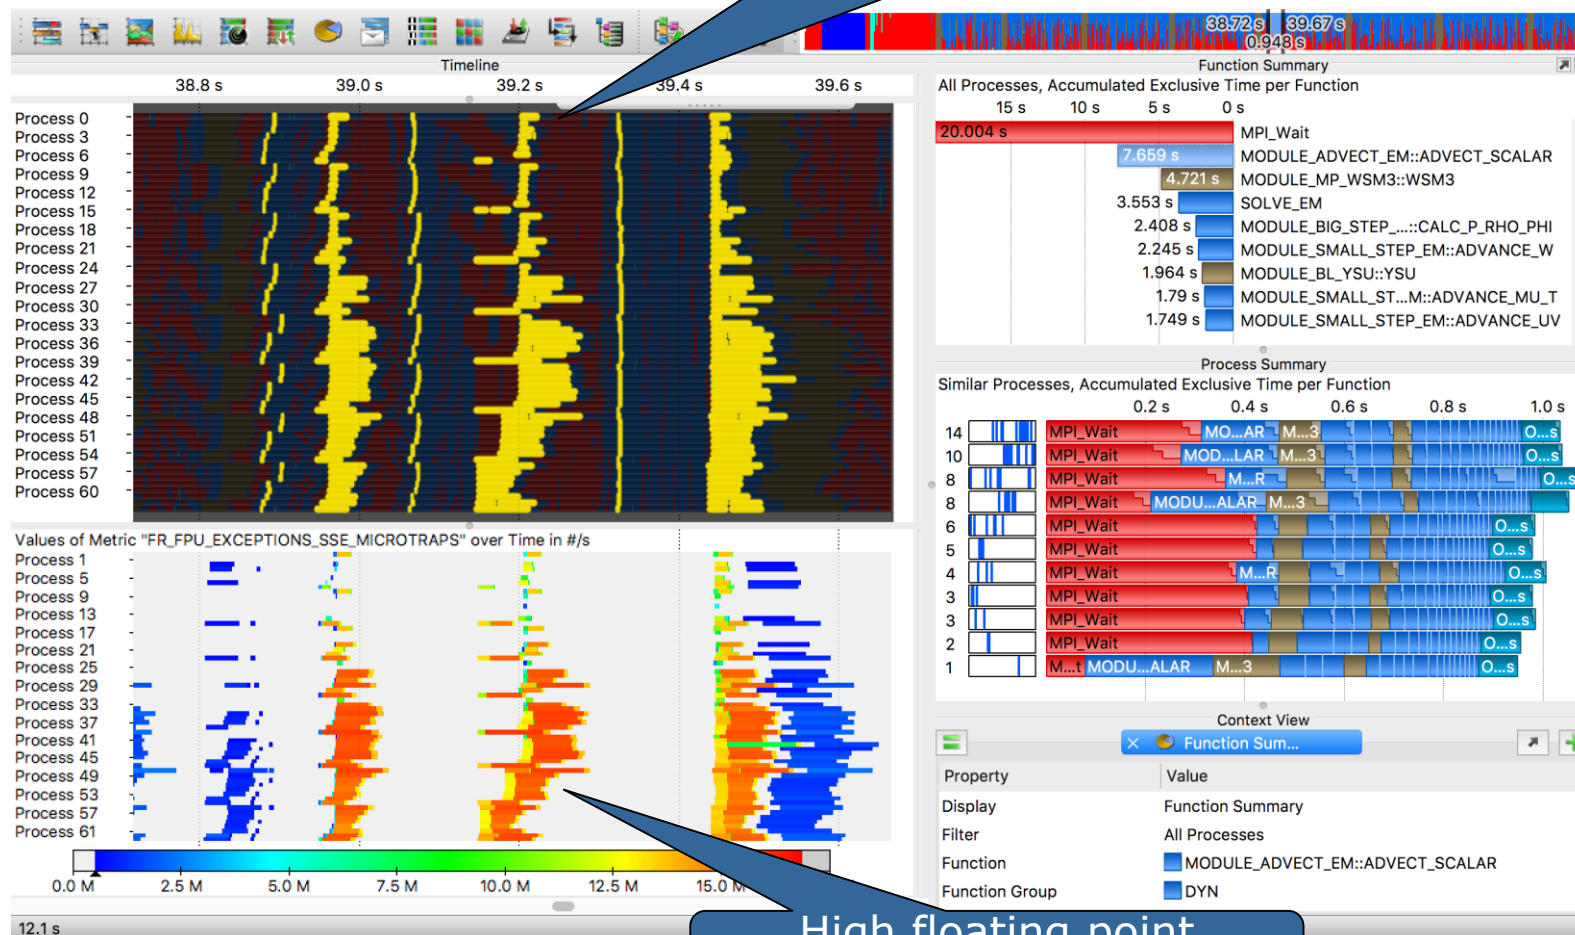 38.72 s 39.67 s
0.948 s
Timeline
38.8 s 39.0 s 39.2 s 39.4 s 39.6 s
Process 0
Process 3
Process 6
Process 9
Process 12
Process 15
Process 18
Process 21
Process 24
Process 27
Process 30
Process 33
Process 36
Process 39
Process 42
Process 45
Process 48
Process 51
Process 54
Process 57
Process 60
Values of Metric "FR_FPU_EXCEPTIONS_SSE_MICROTRAPS" over Time in #/s
Process 1
Process 5
Process 9
Process 13
Process 17
Process 21
Process 25
Process 29
Process 33
Process 37
Process 41
Process 45
Process 49
Process 53
Process 57
Process 61
0.0 M 2.5 M 5.0 M 7.5 M 10.0 M 12.5 M 15.0 M
12.1 s
High floating point
Function Summary
All Processes, Accumulated Exclusive Time per Function
15 s 10 s 5 s 0 s
20.004 s MPI_Wait
7.659 s MODULE_ADVECT_EM::ADVECT_SCALAR
4.721 s MODULE_MP_WSM3::WSM3
3.553 s SOLVE_EM
2.408 s MODULE_BIG_STEP_...::CALC_P_RHO_PHI
2.245 s MODULE_SMALL_STEP_EM::ADVANCE_W
1.964 s MODULE_BL_YSU::YSU
1.79 s MODULE_SMALL_ST...M::ADVANCE_MU_T
1.749 s MODULE_SMALL_STEP_EM::ADVANCE_UV
Process Summary
Similar Processes, Accumulated Exclusive Time per Function
0.2 s 0.4 s 0.6 s 0.8 s 1.0 s
14 MPI_Wait MO...AR M...3 O...s
10 MPI_Wait MOD...LAR M...3 O...s
8 MPI_Wait M...R O...s
8 MPI_Wait MODU...ALAR M...3
6 MPI_Wait O...s
5 MPI_Wait O...s
4 MPI_Wait M...R O...s
3 MPI_Wait O...s
3 MPI_Wait O...s
2 MPI_Wait O...s
1 M...t MODU...ALAR M...3 O...s
Context View
Function Sum...
Property Value
Display Function Summary
Filter All Processes
Function MODULE_ADVECT_EM::ADVECT_SCALAR
Function Group DYN